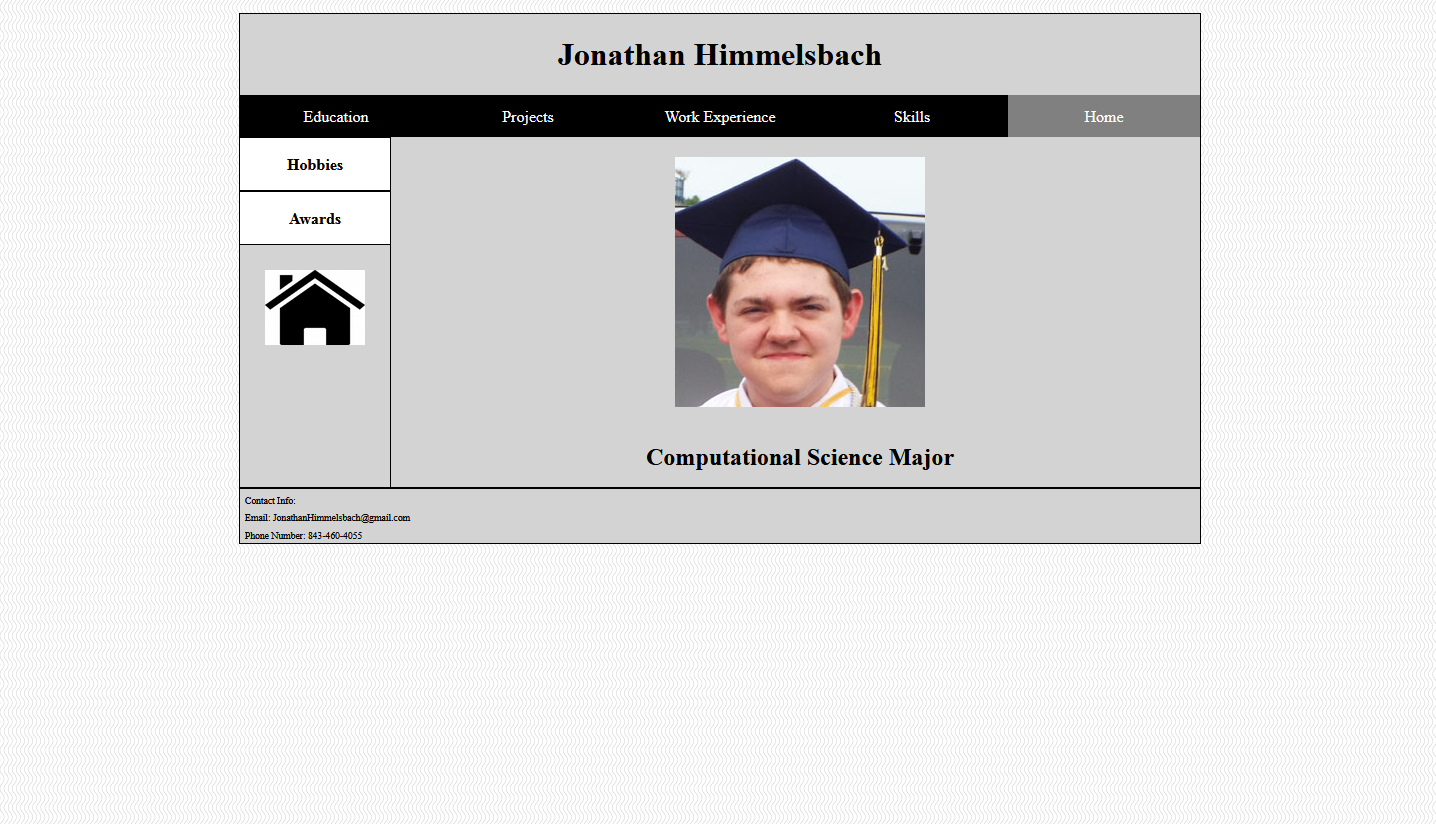 Jonathan Himmelsbach
Education Projects Work Experience Skills Home
Hobbies
Awards
Computational Science Major
Contact Info:
Email: JonathanHimmelsbach@gmail.com
Phone Number: 843-460-4055